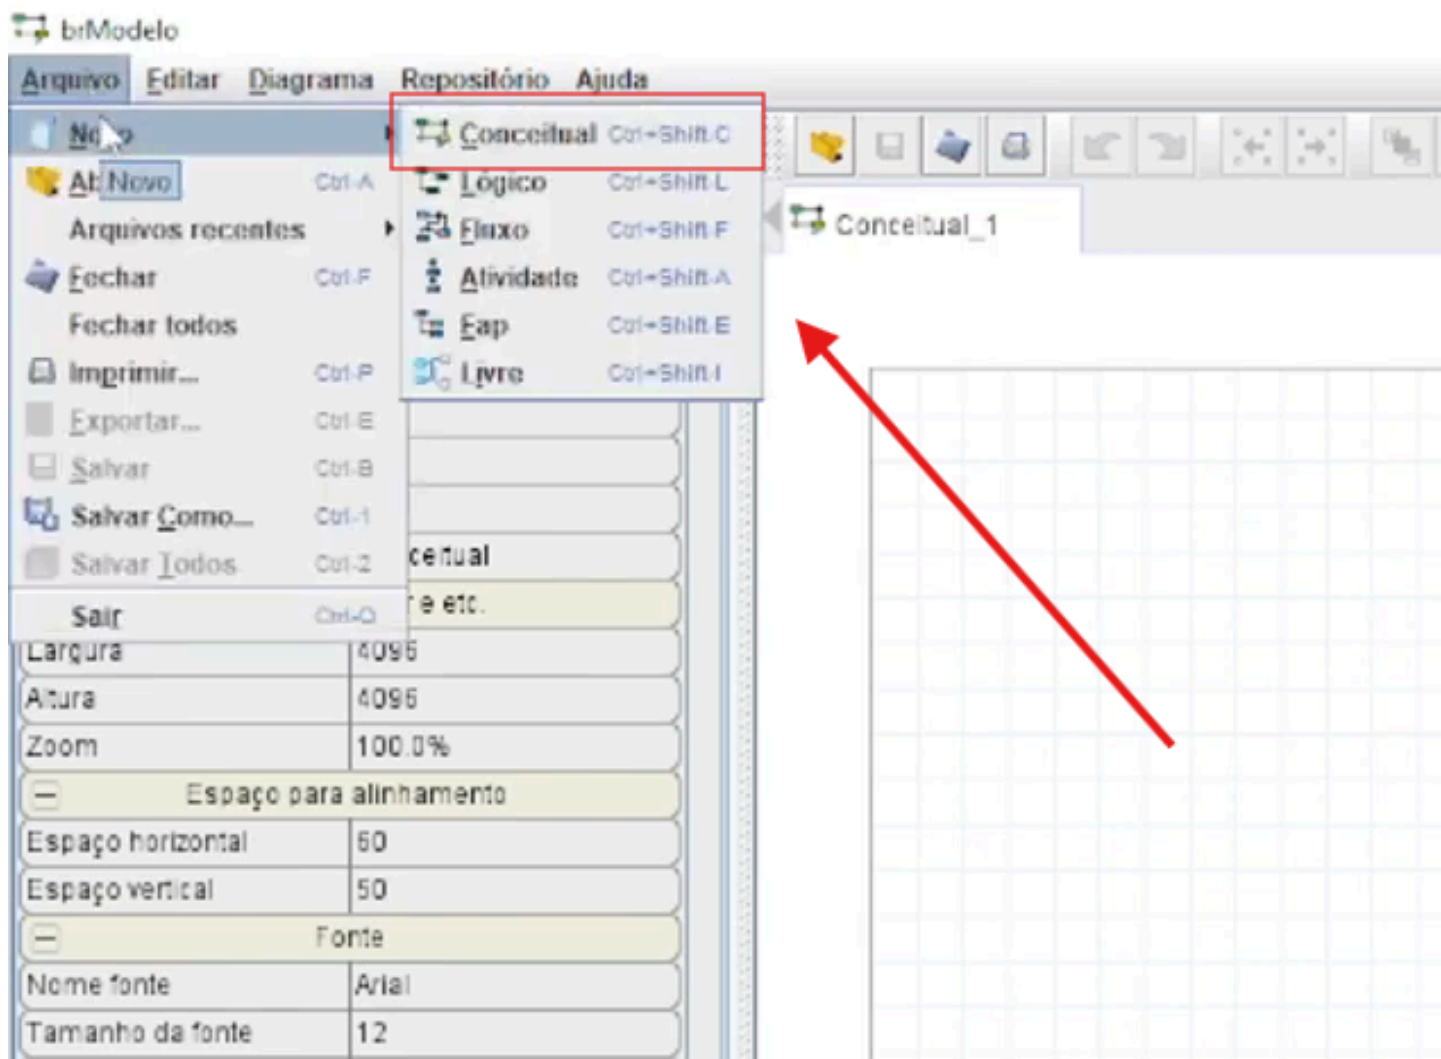 brModelo
Arquivo Editar Diagrama Repositório Ajuda
Novo
Conceitual Ctrl+Shift-C
Novo Ctrl-A
Lógico Ctrl+Shift-L
Arquivos recentes
Fluxo Ctrl+Shift-F
Conceitual_1
Fechar Ctrl-F
Atividade Ctrl+Shift-A
Fechar todos
Eap Ctrl+Shift-E
Imprimir... Ctrl-P
Livre Ctrl+Shift-I
Exportar... Ctrl-E
Salvar Ctrl-B
Salvar Como... Ctrl-1
Salvar Todos Ctrl-2
ceitual
Sair Ctrl-Q
e etc.
Largura 4096
Altura 4096
Zoom 100.0%
Espaço para alinhamento
Espaço horizontal 50
Espaço vertical 50
Fonte
Nome fonte Arial
Tamanho da fonte 12